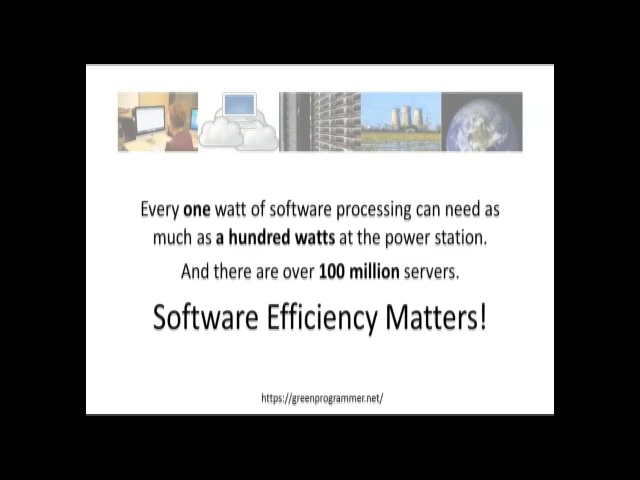 Every one watt of software processing can need as
much as a hundred watts at the power station.
And there are over 100 million servers.
Software Efficiency Matters!
https://greenprogrammer.net/